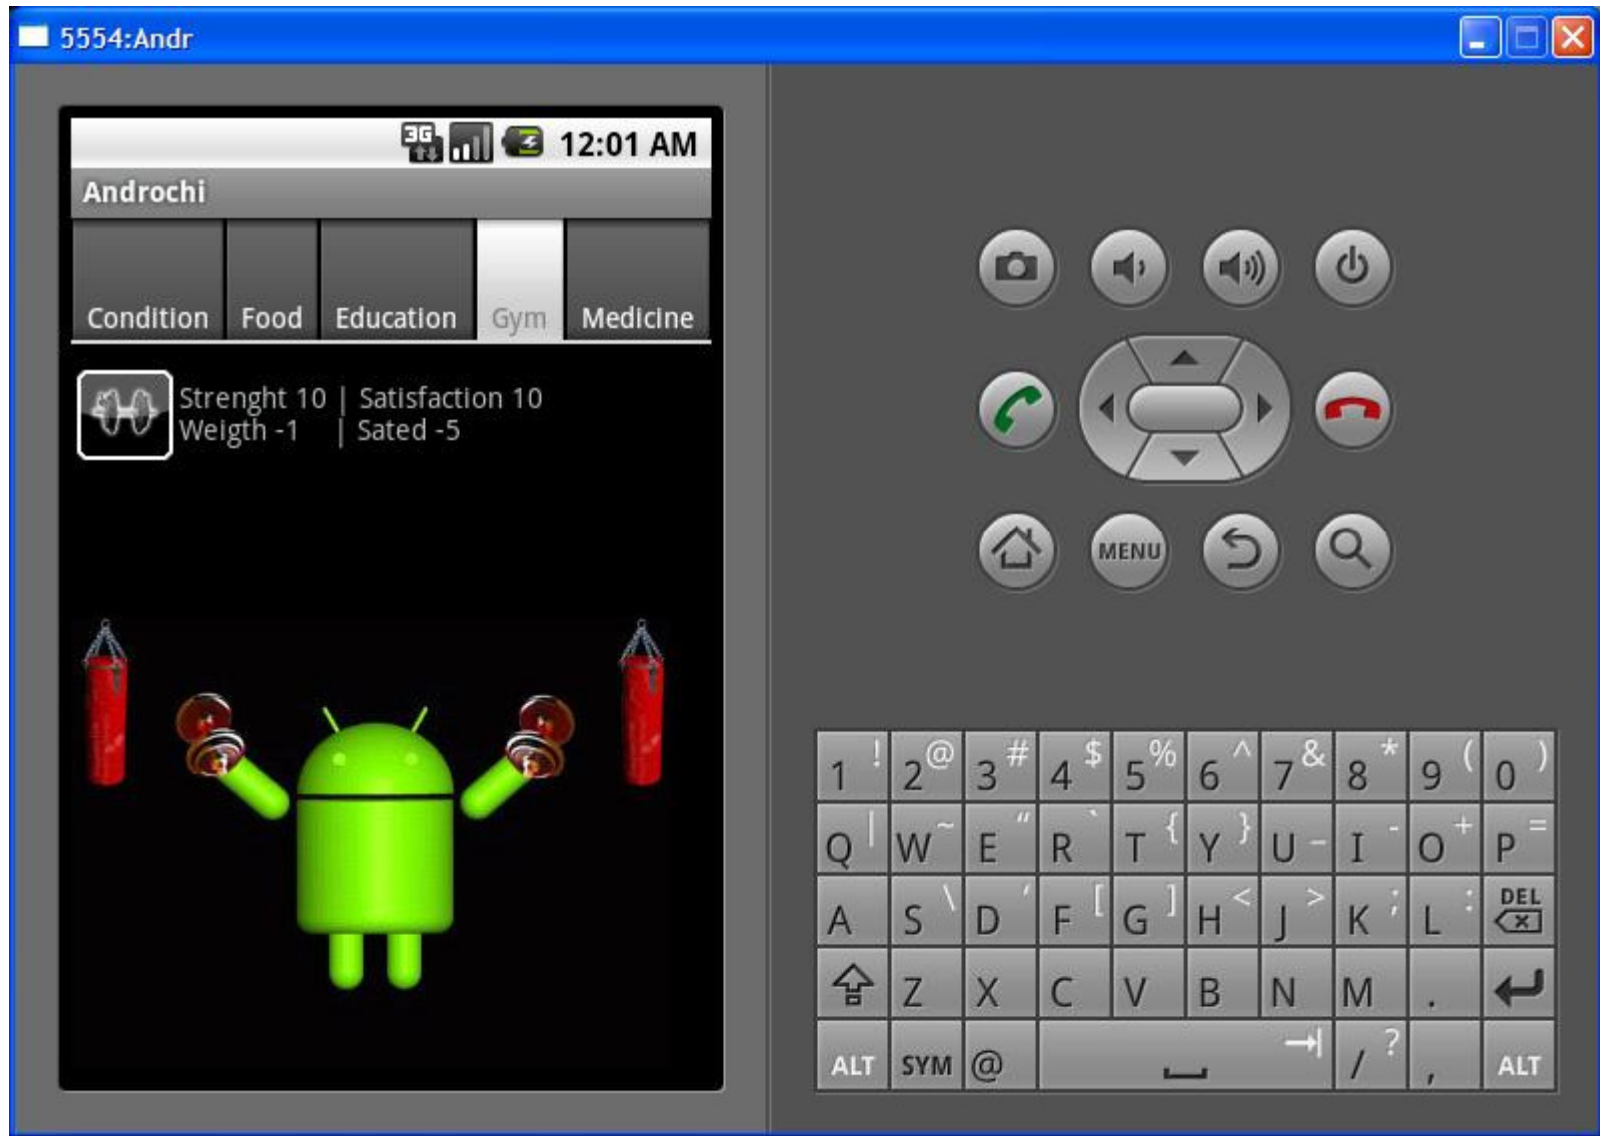 5554:Andr
3G 12:01 AM
Androchi
Condition Food Education Gym Medicine
Strenght 10 | Satisfaction 10
Weigth -1 | Sated -5
MENU
1 ! 2 @ 3 # 4 $ 5 % 6 ^ 7 & 8 * 9 ( 0 )
Q | W ~ E " R ` T { Y } U _ I - O + P =
A S \ D ' F [ G ] H < J > K ; L : DEL
Z X C V B N M .
ALT SYM @ / ? , ALT